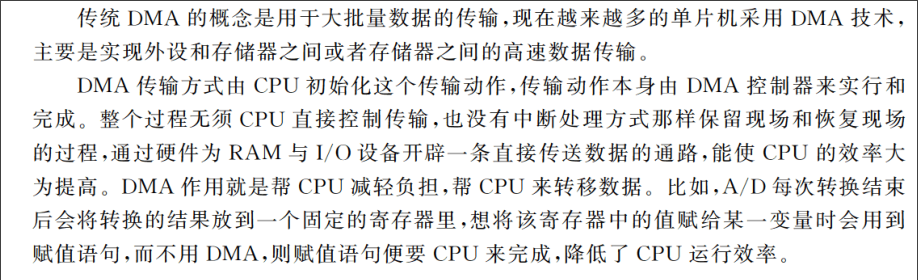 传统 DMA 的概念是用于大批量数据的传输,现在越来越多的单片机采用 DMA 技术,
主要是实现外设和存储器之间或者存储器之间的高速数据传输。
DMA 传输方式由 CPU 初始化这个传输动作,传输动作本身由 DMA 控制器来实行和
完成。整个过程无须 CPU 直接控制传输,也没有中断处理方式那样保留现场和恢复现场
的过程,通过硬件为 RAM 与 I/O 设备开辟一条直接传送数据的通路,能使 CPU 的效率大
为提高。DMA 作用就是帮 CPU 减轻负担,帮 CPU 来转移数据。比如,A/D 每次转换结束
后会将转换的结果放到一个固定的寄存器里,想将该寄存器中的值赋给某一变量时会用到
赋值语句,而不用 DMA,则赋值语句便要 CPU 来完成,降低了 CPU 运行效率。